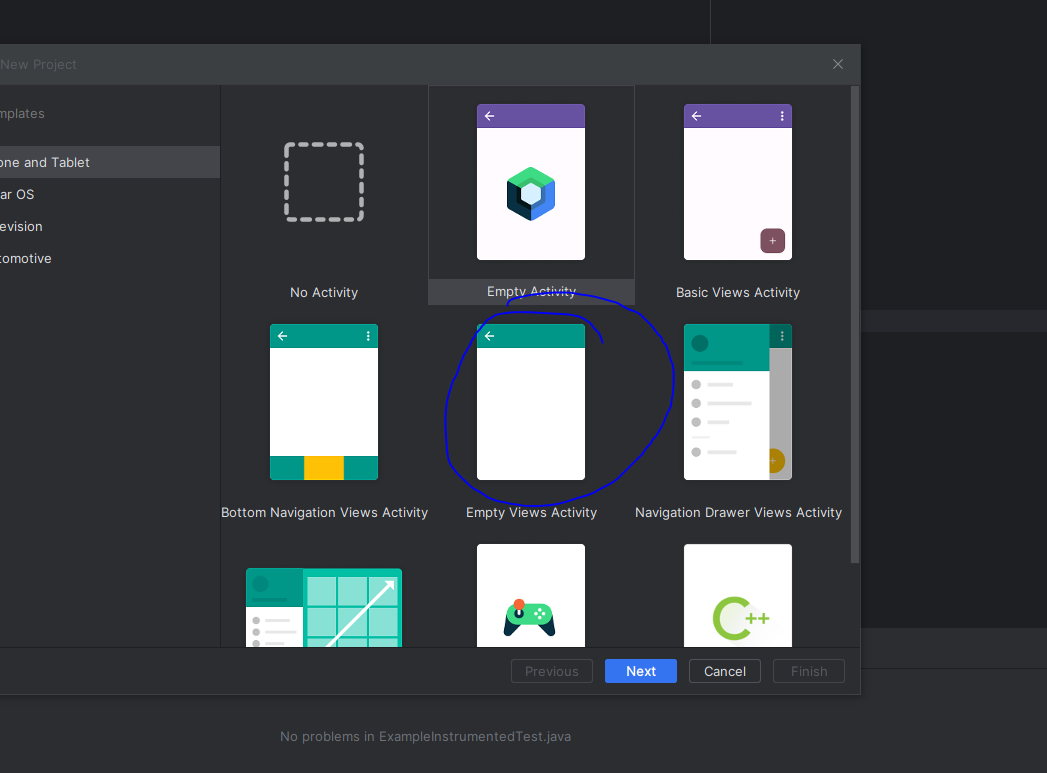 New Project
mplates
one and Tablet
ar OS
evision
tomotive
No Activity
Empty Activity
Basic Views Activity
Bottom Navigation Views Activity
Empty Views Activity
Navigation Drawer Views Activity
++
Previous
Next
Cancel
Finish
No problems in ExampleInstrumentedTest.java